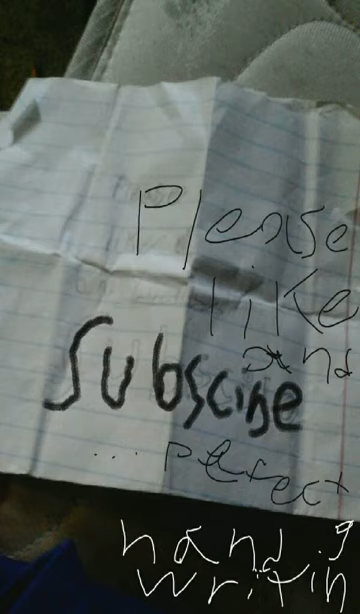 Please
like
and
Subscine
... perfect
hand.g
writin